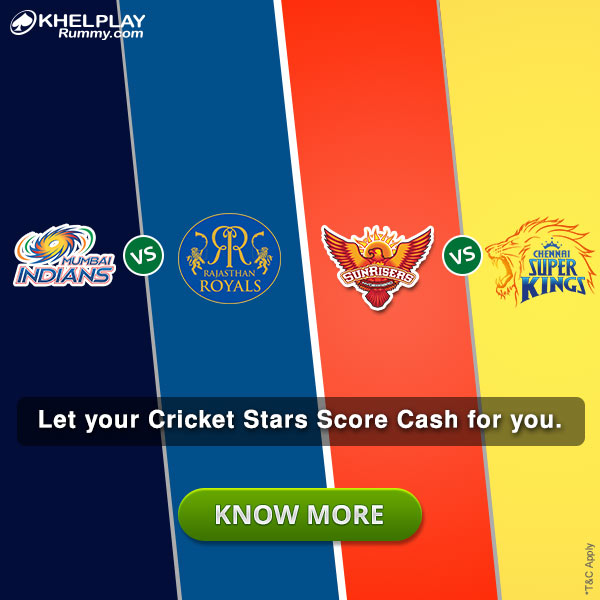 KHELPLAY
Rummy.com
MUMBAI
INDIANS
VS
RR
RAJASTHAN
ROYALS
SUNRISERS
VS
CHENNAI
SUPER
KINGS
Let your Cricket Stars Score Cash for you.
KNOW MORE
*T&C Apply